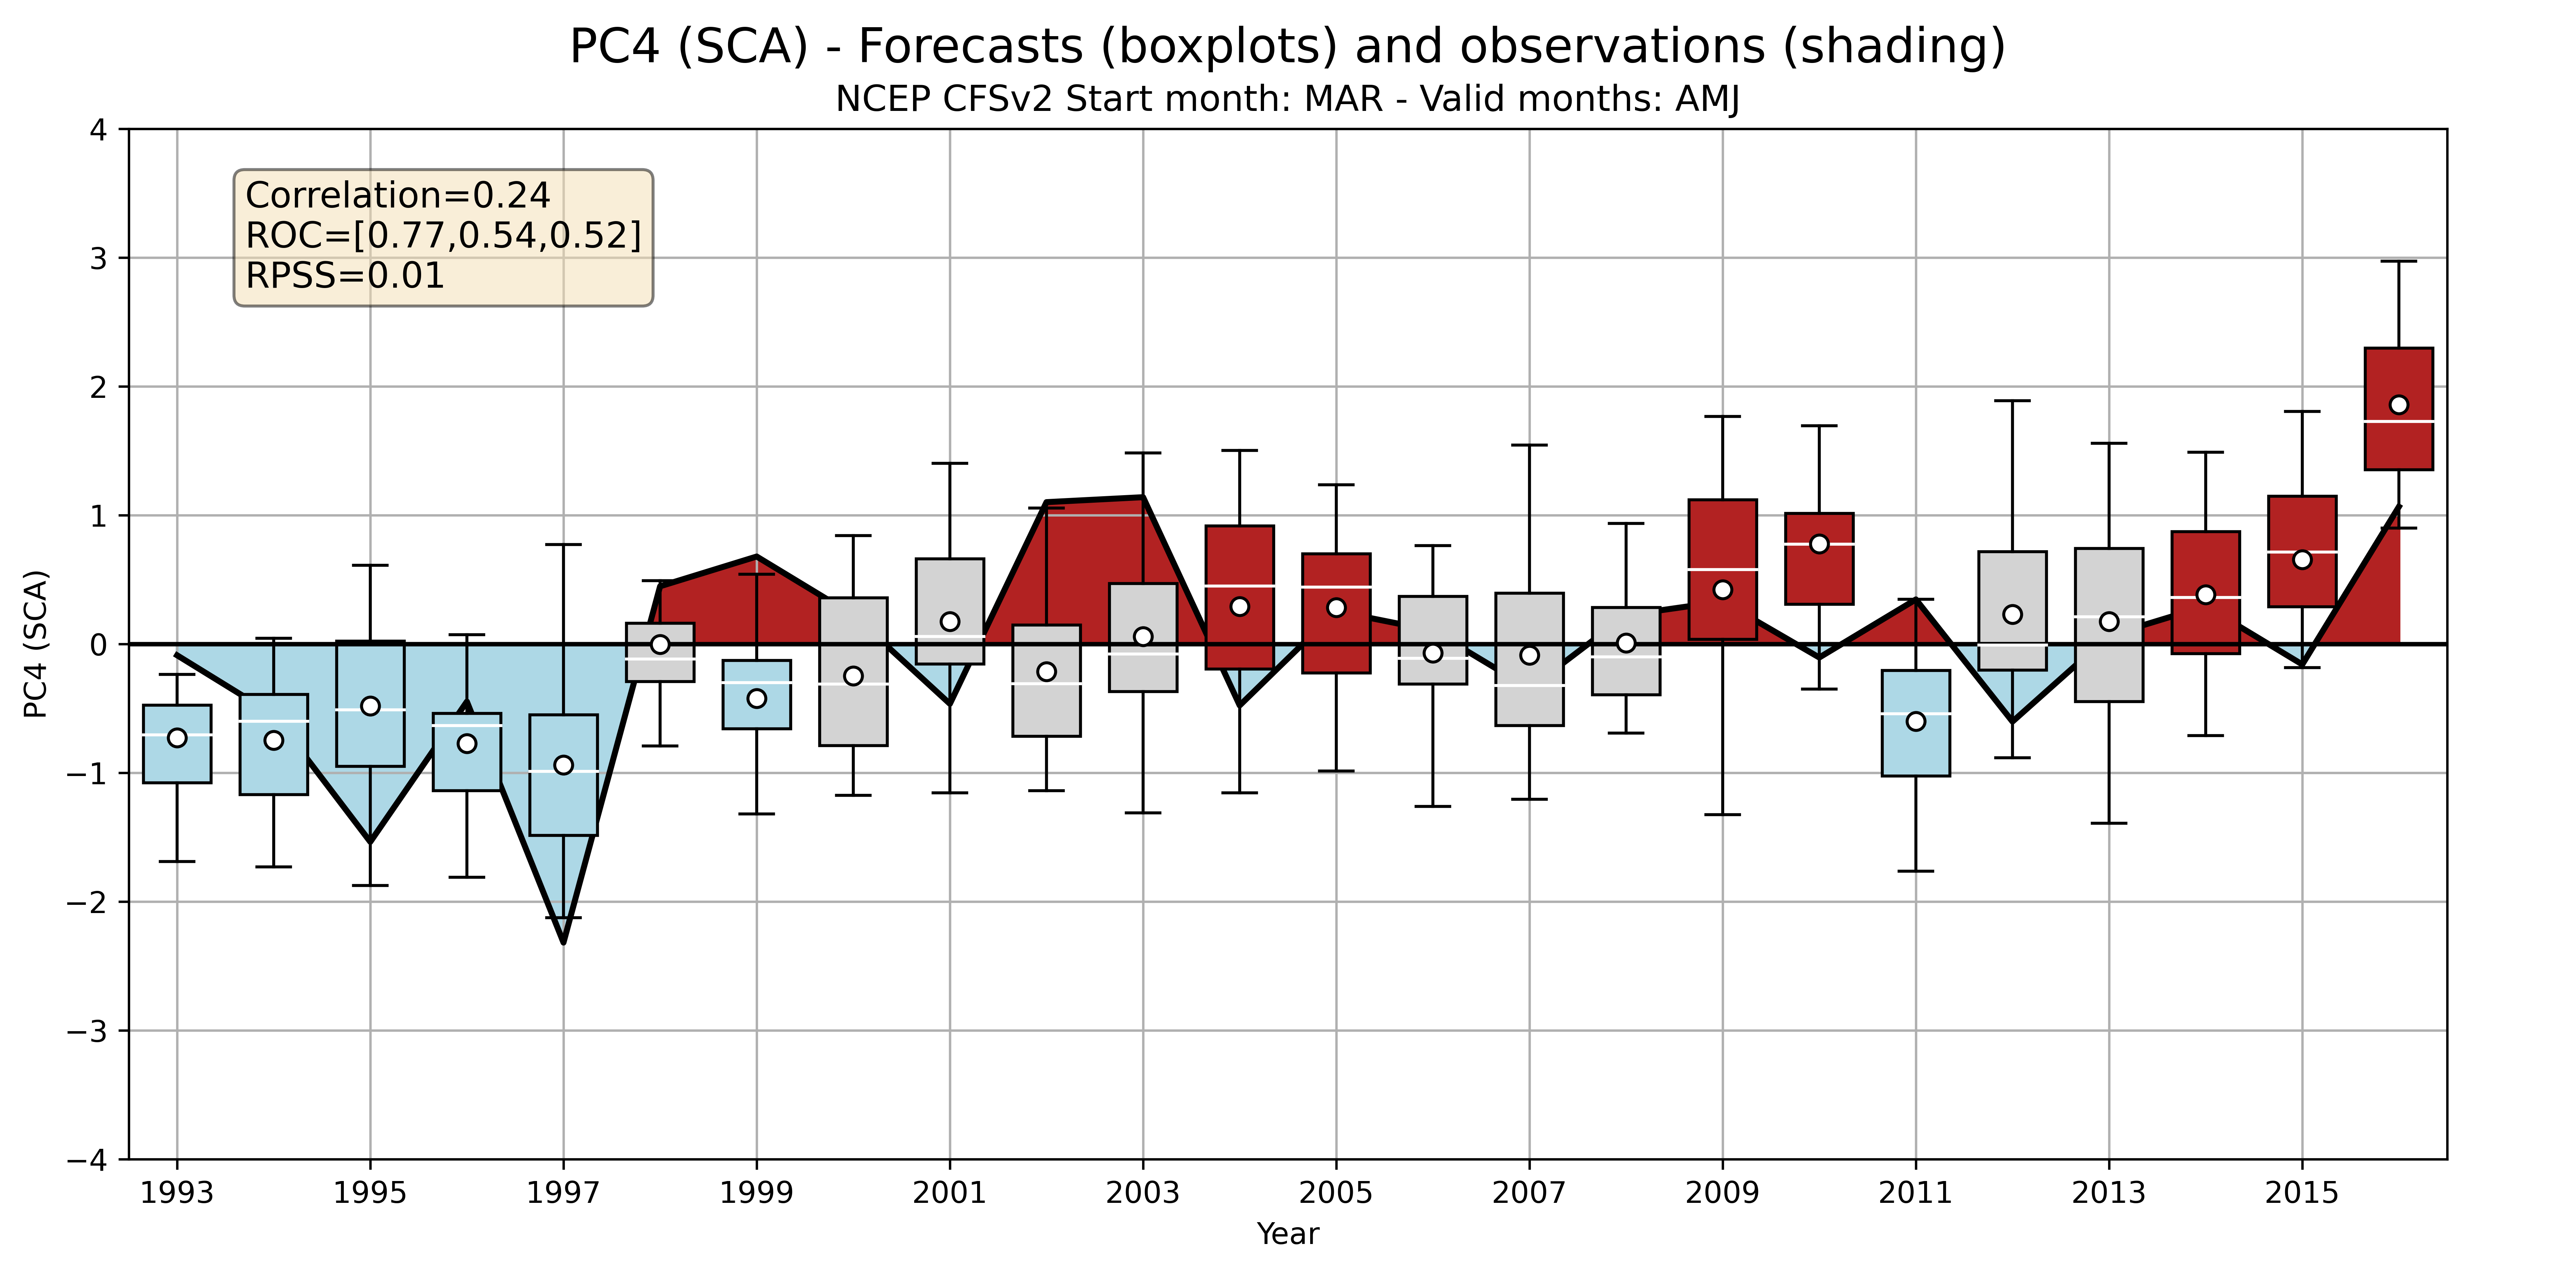 PC4 (SCA) - Forecasts (boxplots) and observations (shading)
NCEP CFSv2 Start month: MAR - Valid months: AMJ
Correlation=0.24
ROC=[0.77,0.54,0.52]
RPSS=0.01
PC4 (SCA)
4
3
2
1
0
−1
−2
−3
−4
1993 1995 1997 1999 2001 2003 2005 2007 2009 2011 2013 2015
Year